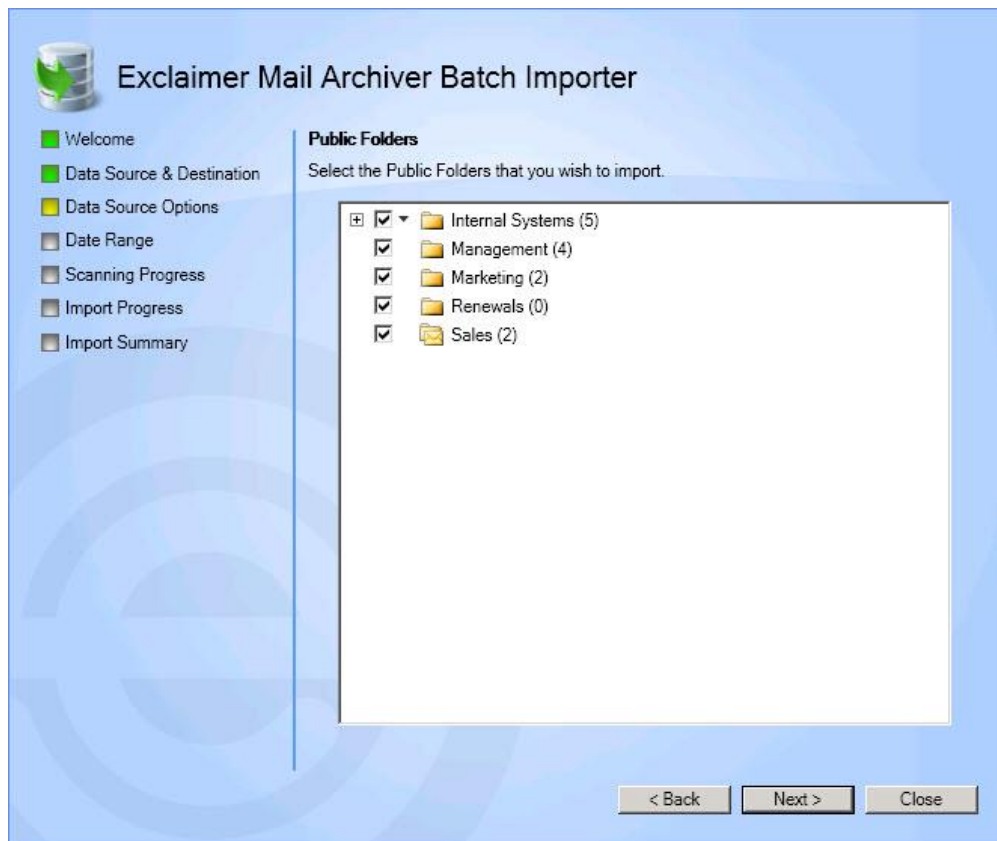 Exclaimer Mail Archiver Batch Importer
Welcome
Data Source & Destination
Data Source Options
Date Range
Scanning Progress
Import Progress
Import Summary
Public Folders
Select the Public Folders that you wish to import.
Internal Systems (5)
Management (4)
Marketing (2)
Renewals (0)
Sales (2)
< Back
Next >
Close